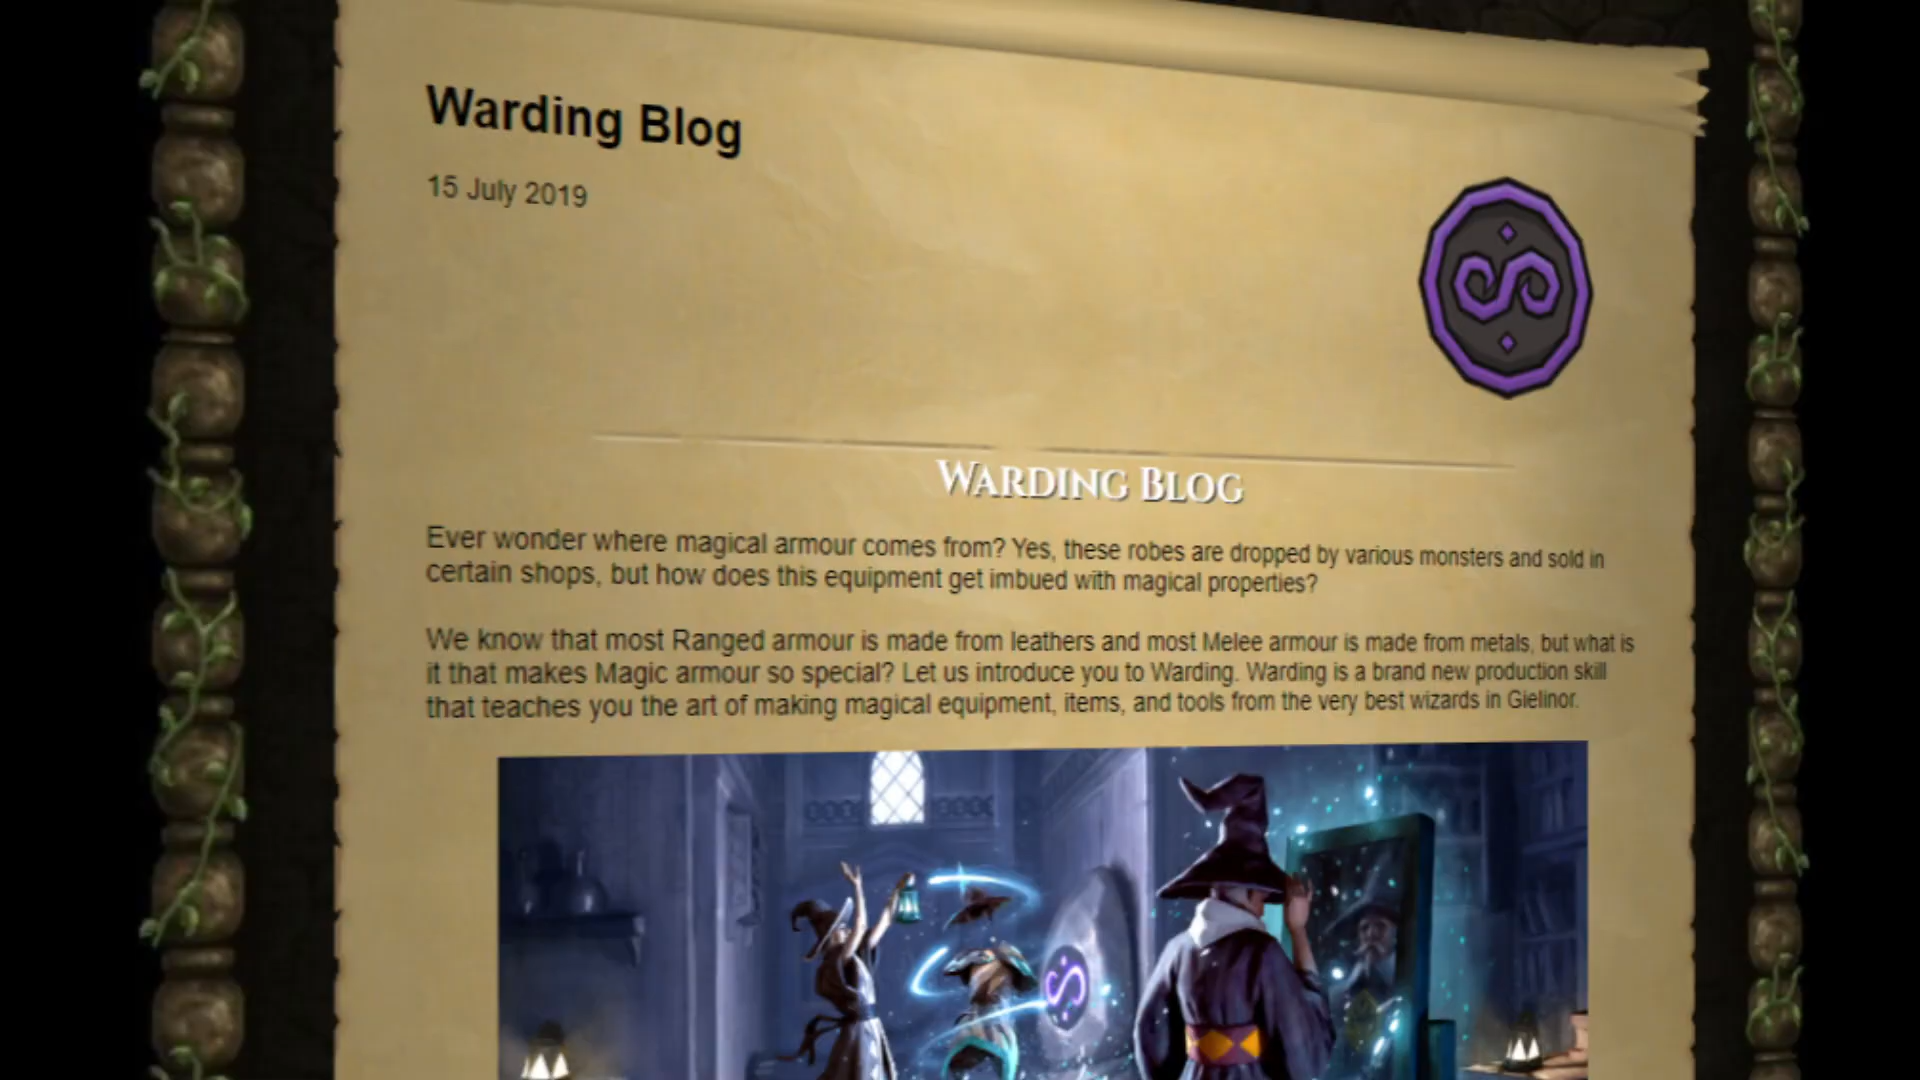 Warding Blog
15 July 2019
WARDING BLOG
Ever wonder where magical armour comes from? Yes, these robes are dropped by various monsters and sold in
certain shops, but how does this equipment get imbued with magical properties?
We know that most Ranged armour is made from leathers and most Melee armour is made from metals, but what is
it that makes Magic armour so special? Let us introduce you to Warding. Warding is a brand new production skill
that teaches you the art of making magical equipment, items, and tools from the very best wizards in Gielinor.